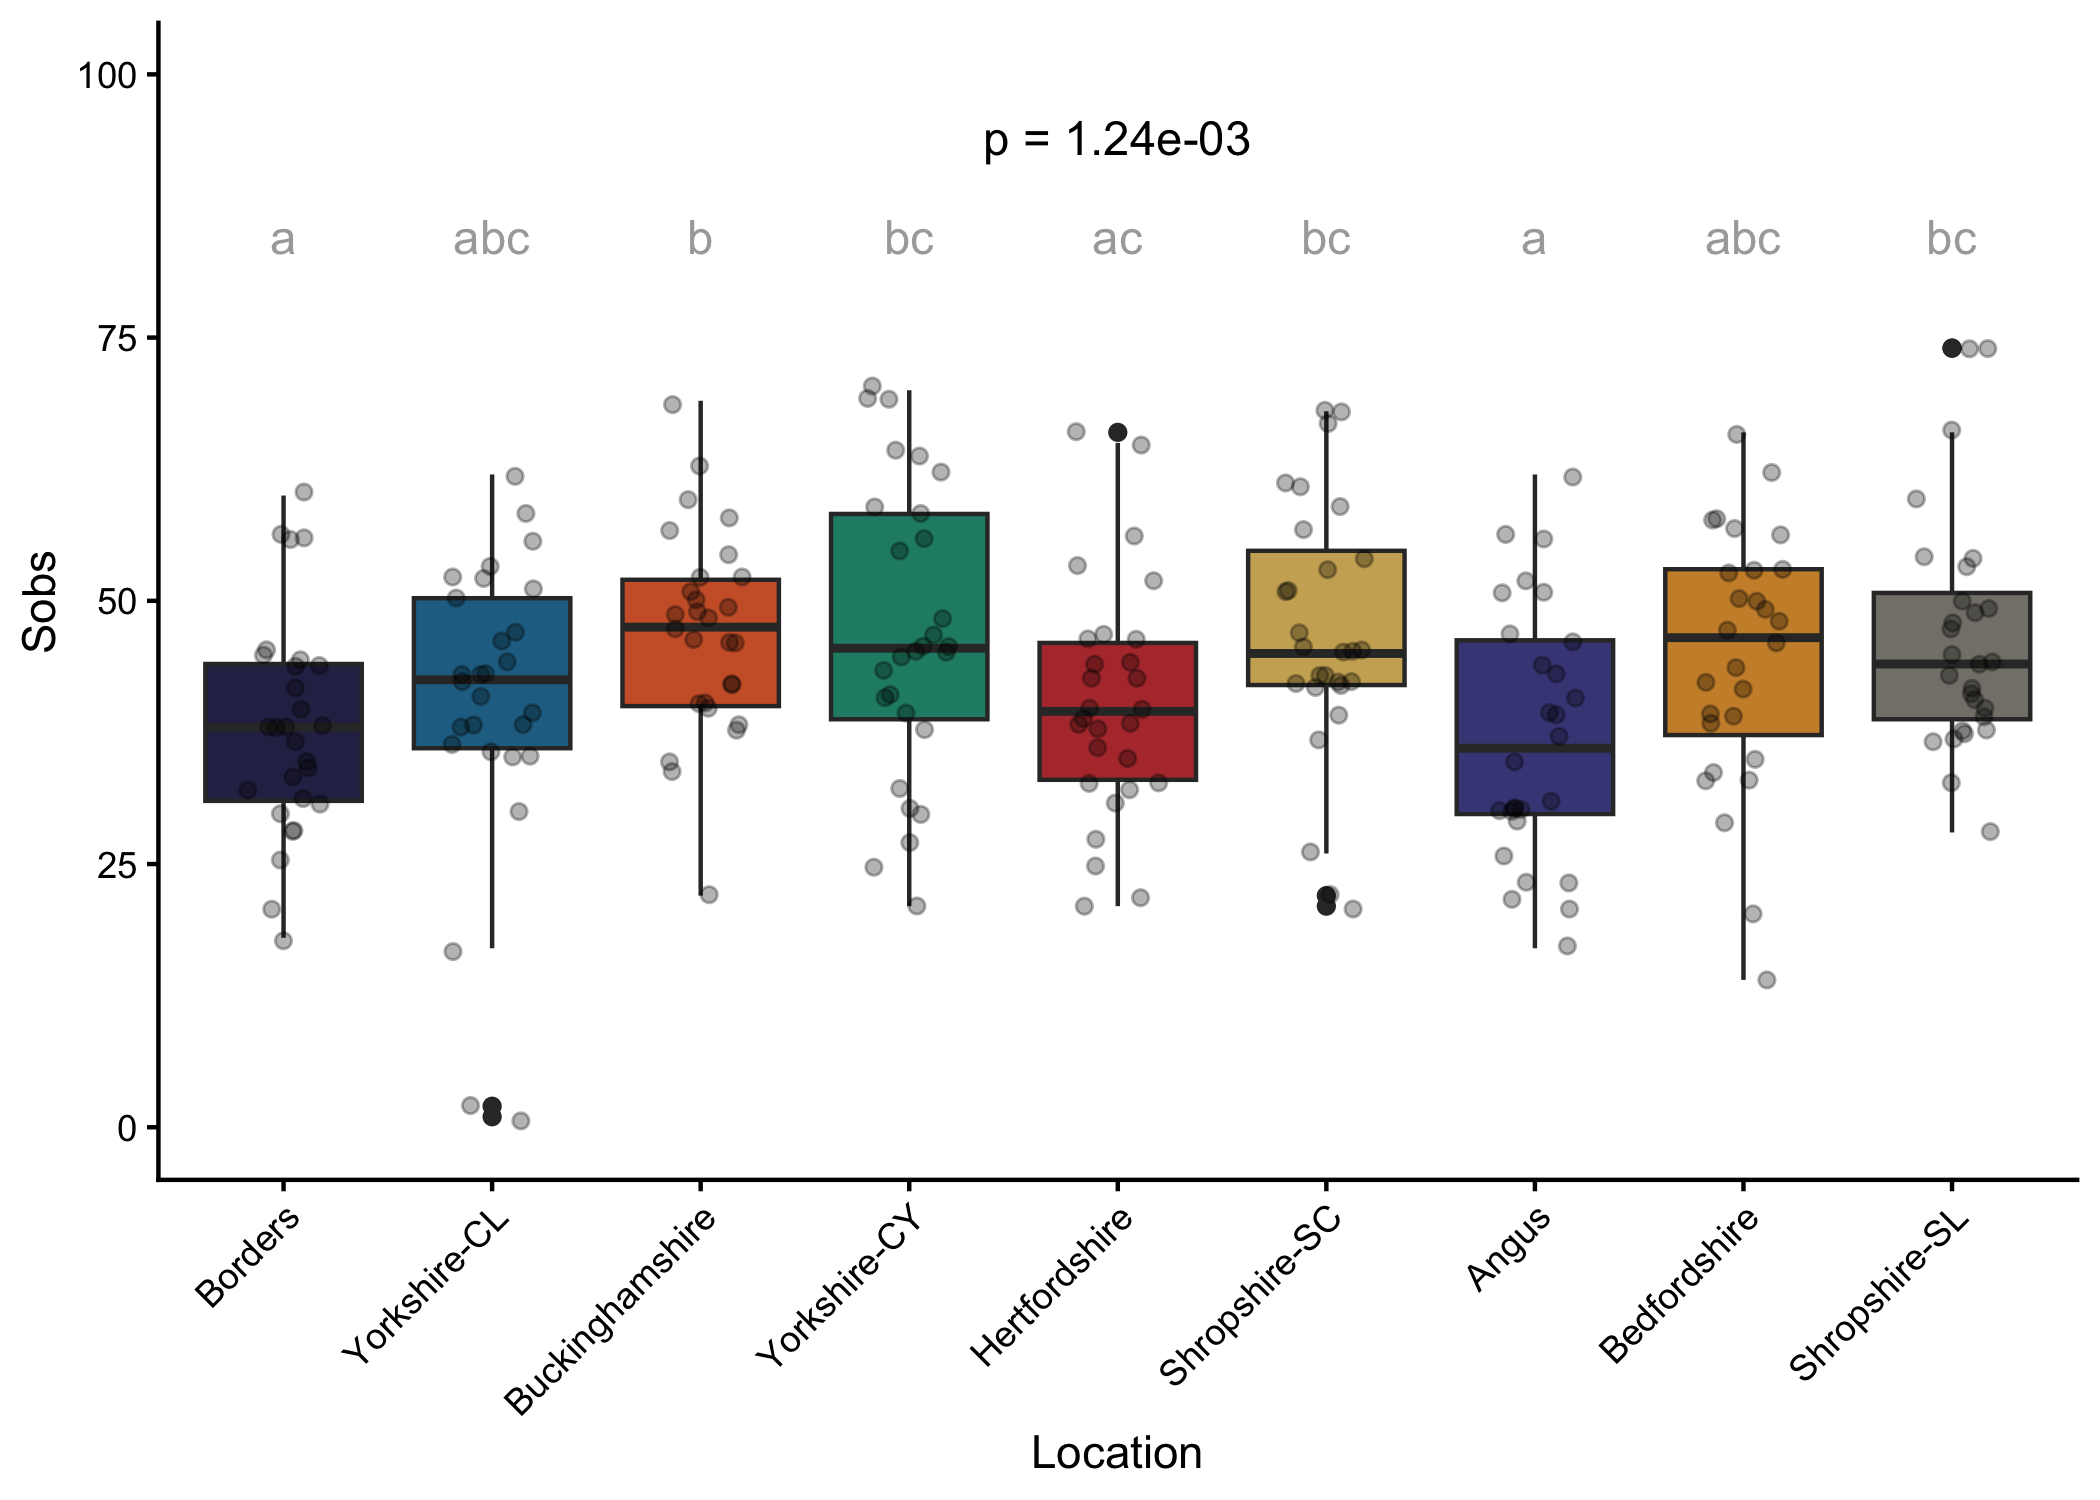 100
p = 1.24e-03
a abc b bc ac bc a abc bc
75
50
Sobs
25
0
Borders
Yorkshire-CL
Buckinghamshire
Yorkshire-CY
Hertfordshire
Shropshire-SC
Angus
Bedfordshire
Shropshire-SL
Location